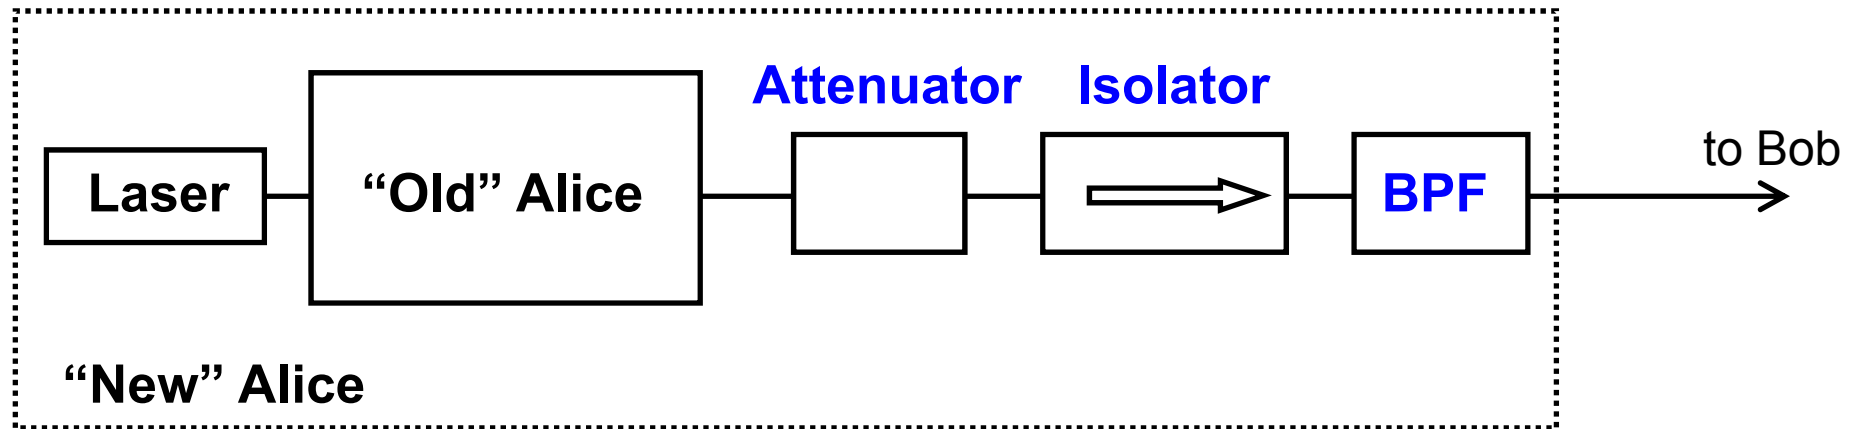 Attenuator
Isolator
to Bob
Laser
“Old” Alice
BPF
“New” Alice